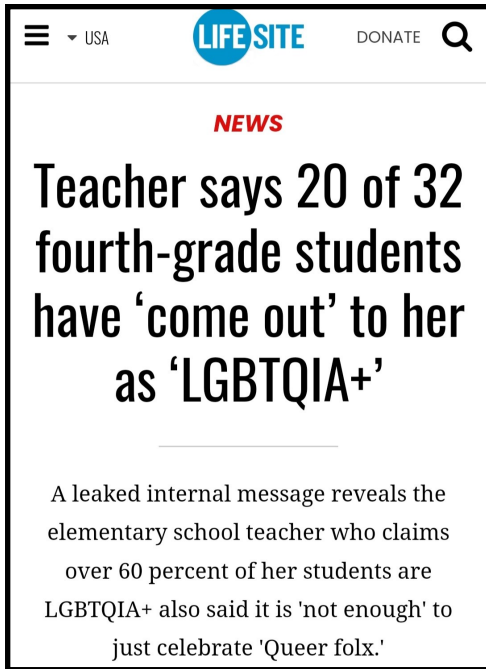 USA
LIFE SITE
DONATE
NEWS
Teacher says 20 of 32
fourth-grade students
have ‘come out’ to her
as ‘LGBTQIA+’
A leaked internal message reveals the
elementary school teacher who claims
over 60 percent of her students are
LGBTQIA+ also said it is 'not enough' to
just celebrate 'Queer folx.'